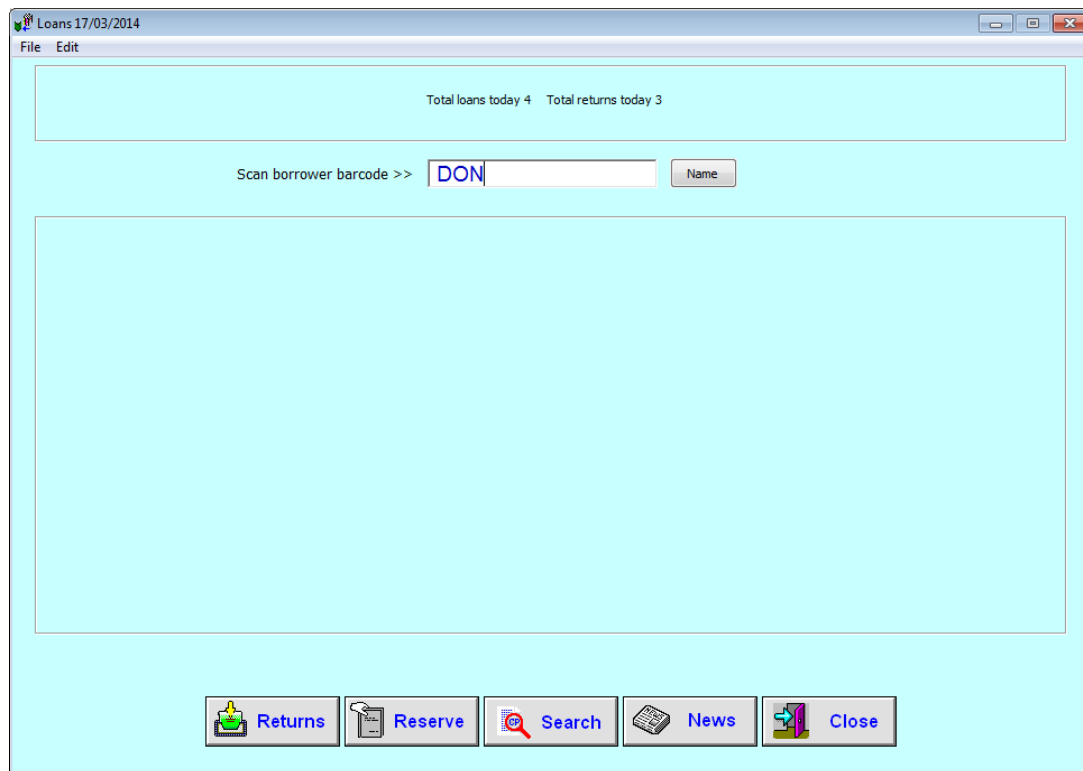 Loans 17/03/2014
File Edit
Total loans today 4 Total returns today 3
Scan borrower barcode >> DON Name
Returns Reserve CP Search News Close